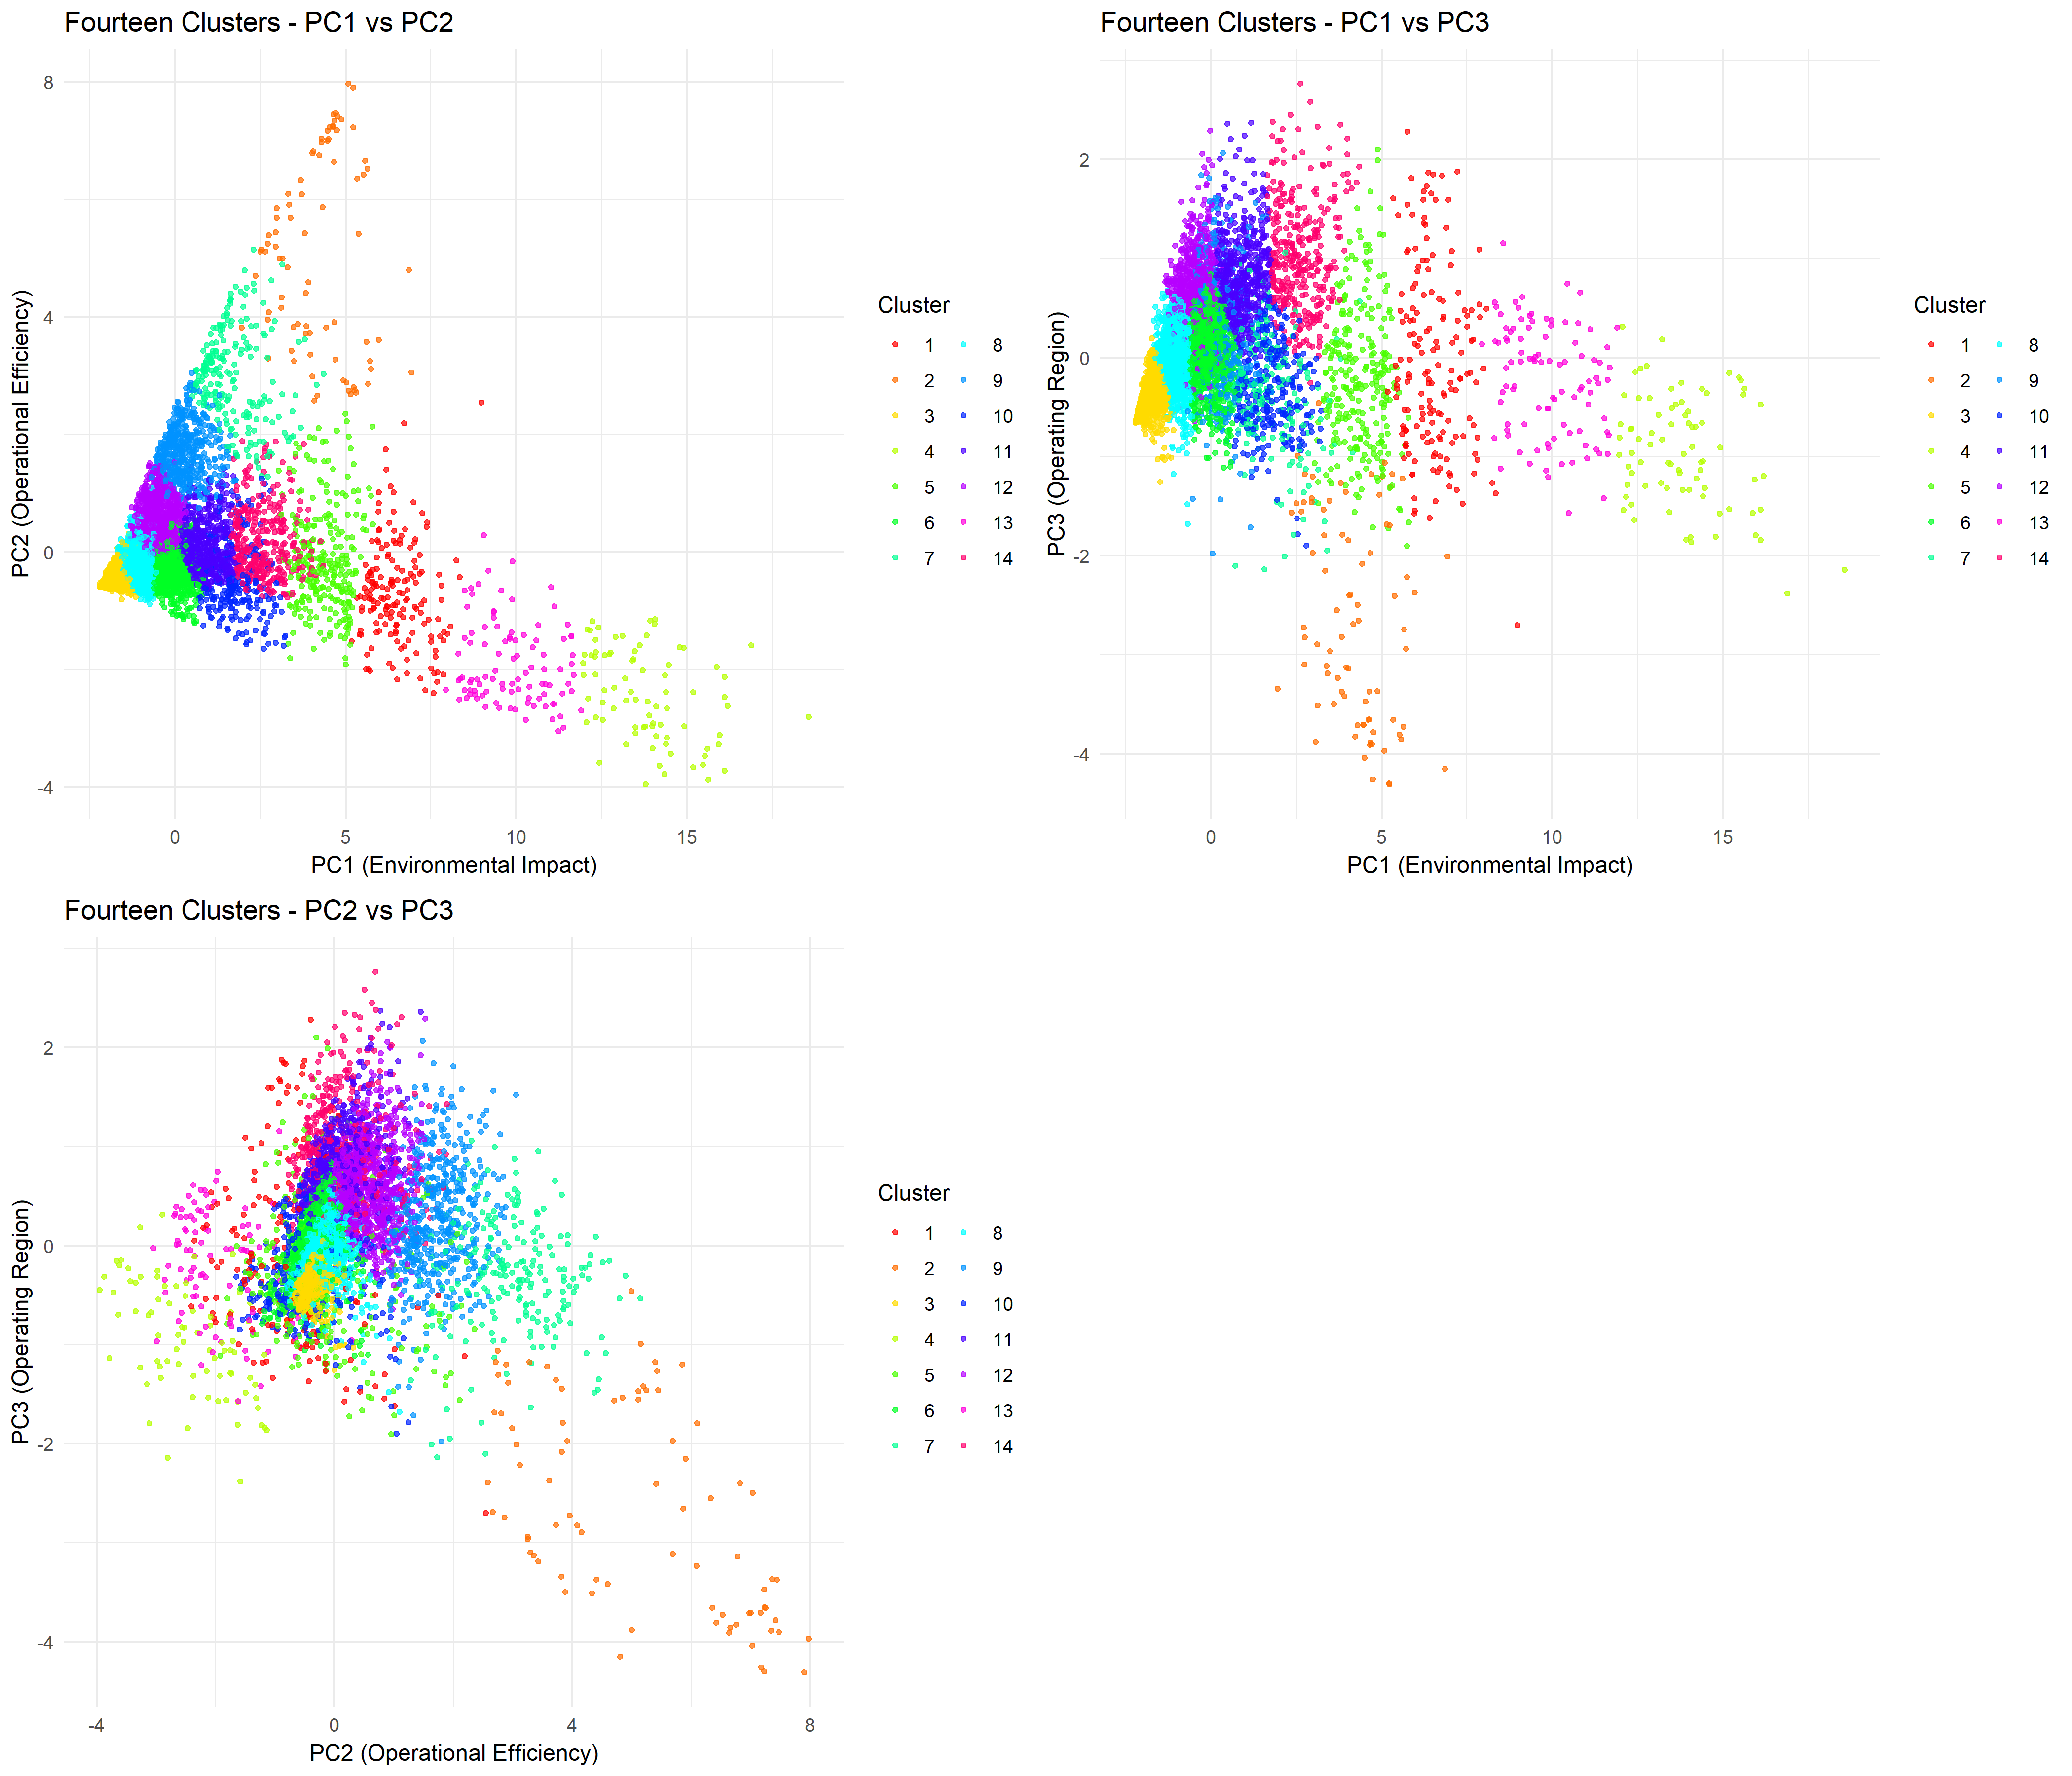 Fourteen Clusters - PC1 vs PC2
8
4
0
-4
0 5 10 15
PC1 (Environmental Impact)
PC2 (Operational Efficiency)
Cluster
1 8
2 9
3 10
4 11
5 12
6 13
7 14
Fourteen Clusters - PC1 vs PC3
2
0
-2
-4
0 5 10 15
PC1 (Environmental Impact)
PC3 (Operating Region)
Cluster
1 8
2 9
3 10
4 11
5 12
6 13
7 14
Fourteen Clusters - PC2 vs PC3
2
0
-2
-4
-4 0 4 8
PC2 (Operational Efficiency)
PC3 (Operating Region)
Cluster
1 8
2 9
3 10
4 11
5 12
6 13
7 14